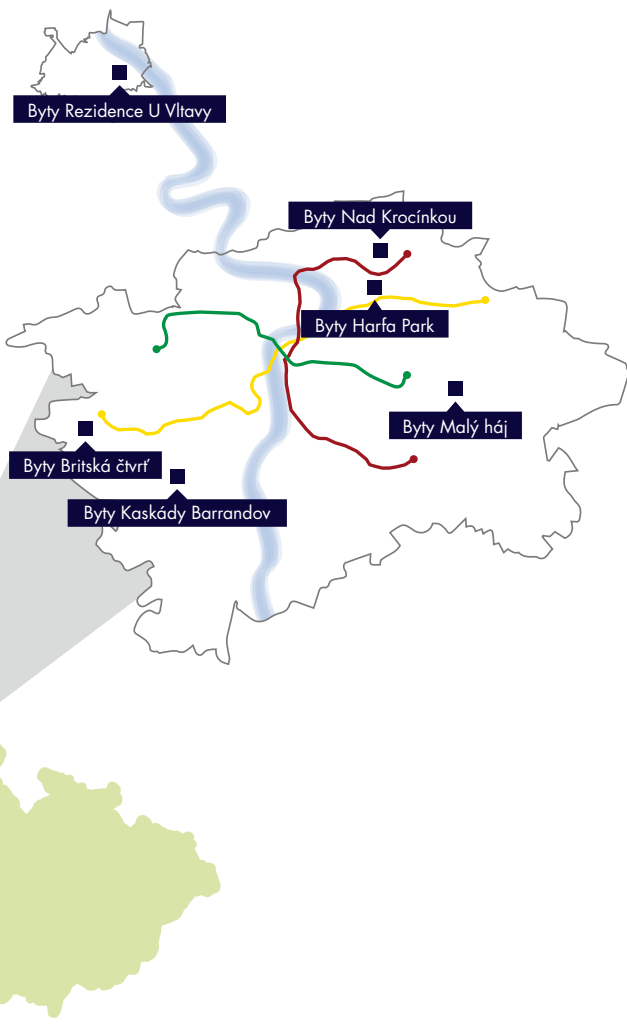 Byty Rezidence U Vltavy
Byty Nad Krocínkou
Byty Harfa Park
Byty Malý háj
Byty Britská čtvrť
Byty Kaskády Barrandov